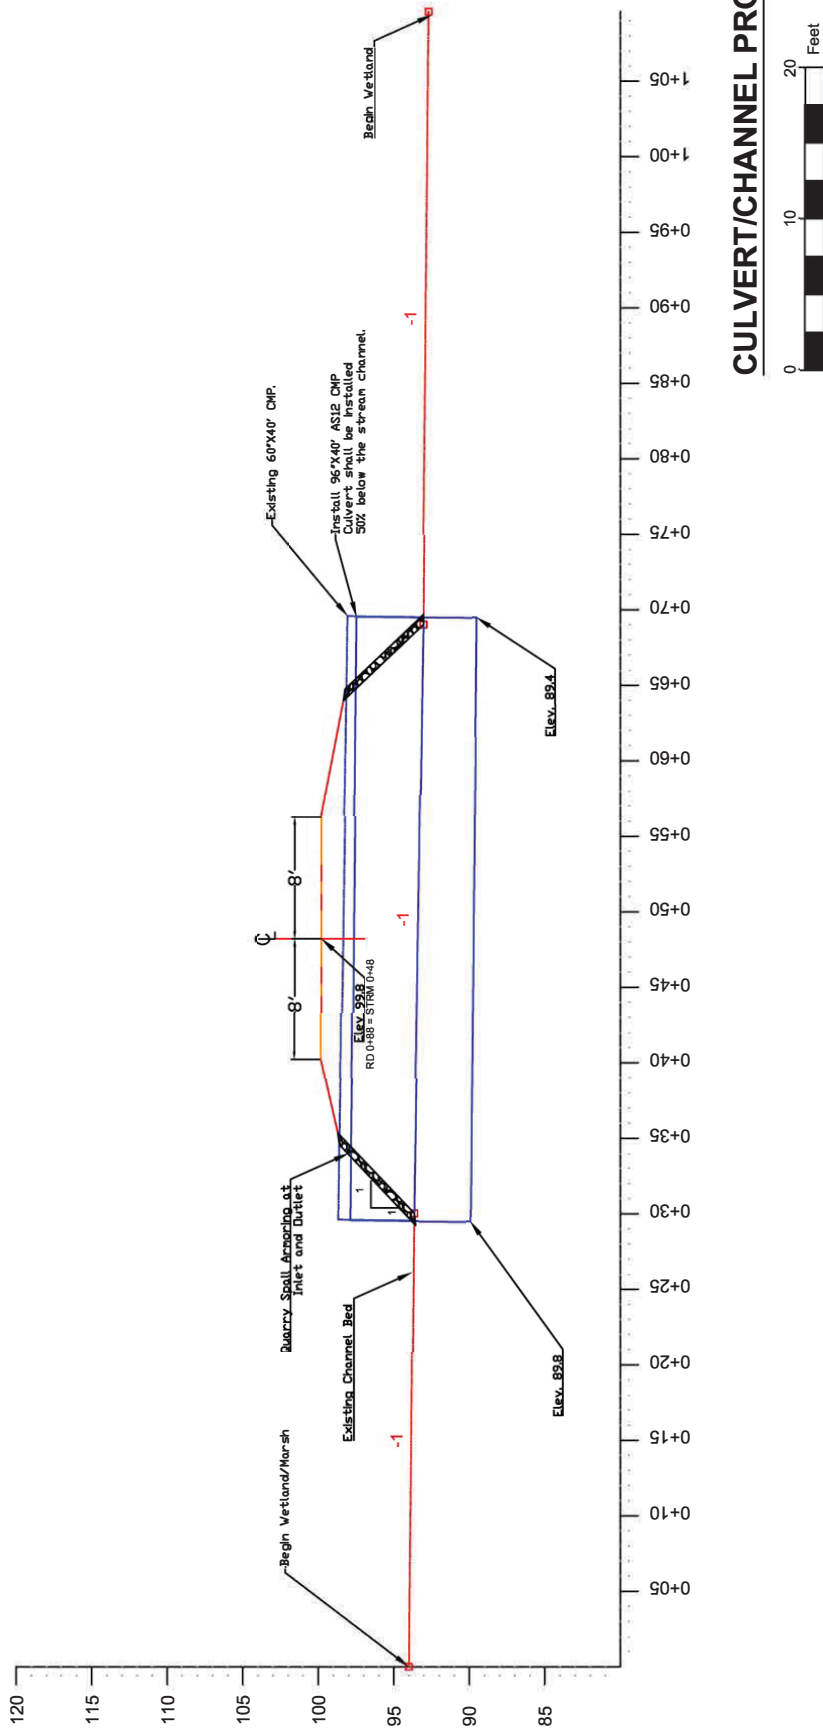 Begin Wetland/Marsh
Existing Channel Bed
Quarry Spall Armoring at
Inlet and Outlet
1
1
Elev. 89.8
-1
8'
8'
℄
Elev 99.8
RD 0+88 = STRM 0+48
-1
Existing 60"X40' CMP.
Install 96"X40' AS12 CMP
Culvert shall be installed
50% below the stream channel.
Elev. 89.4
-1
Begin Wetland
120
115
110
105
100
95
90
85
0+05
0+10
0+15
0+20
0+25
0+30
0+35
0+40
0+45
0+50
0+55
0+60
0+65
0+70
0+75
0+80
0+85
0+90
0+95
1+00
1+05
CULVERT/CHANNEL PRO
0
10
20
Feet